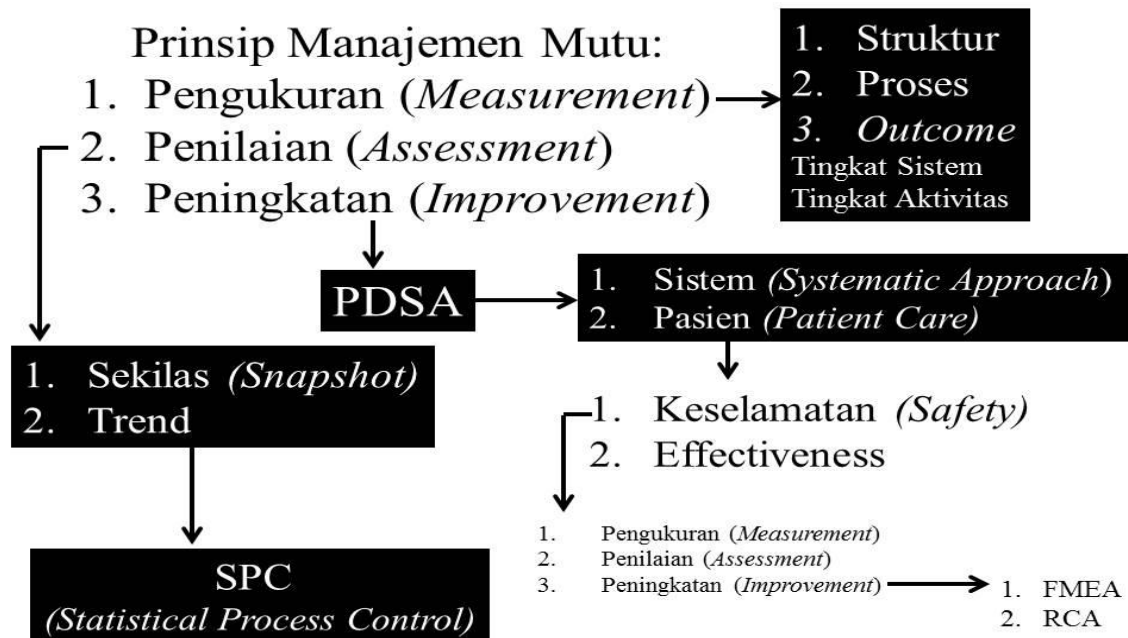 Prinsip Manajemen Mutu:
1. Pengukuran (Measurement)
2. Penilaian (Assessment)
3. Peningkatan (Improvement)
1. Struktur
2. Proses
3. Outcome
Tingkat Sistem
Tingkat Aktivitas
PDSA
1. Sistem (Systematic Approach)
2. Pasien (Patient Care)
1. Sekilas (Snapshot)
2. Trend
1. Keselamatan (Safety)
2. Effectiveness
SPC
(Statistical Process Control)
1. Pengukuran (Measurement)
2. Penilaian (Assessment)
3. Peningkatan (Improvement)
1. FMEA
2. RCA